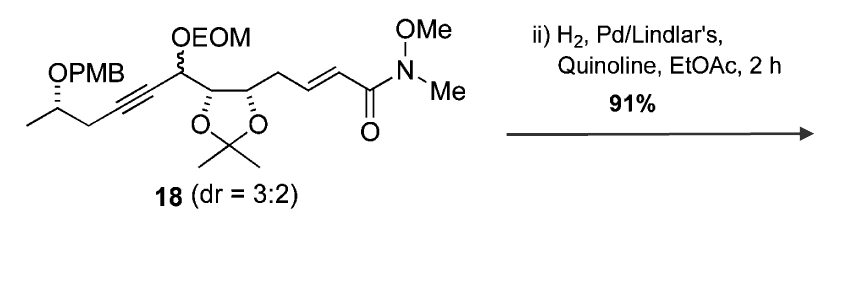 OEOM
OMe
OPMB
N
Me
O O
O
18 (dr = 3:2)
ii) H₂, Pd/Lindlar's,
Quinoline, EtOAc, 2 h
91%